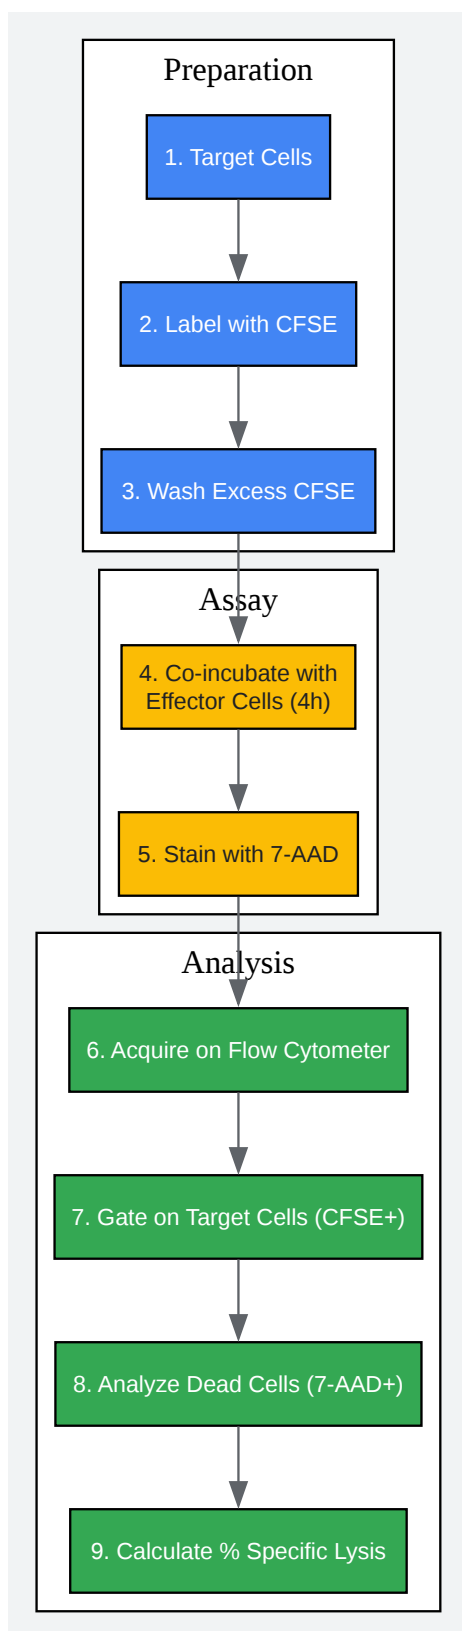 Preparation
1. Target Cells
2. Label with CFSE
3. Wash Excess CFSE
Assay
4. Co-incubate with
Effector Cells (4h)
5. Stain with 7-AAD
Analysis
6. Acquire on Flow Cytometer
7. Gate on Target Cells (CFSE+)
8. Analyze Dead Cells (7-AAD+)
9. Calculate % Specific Lysis